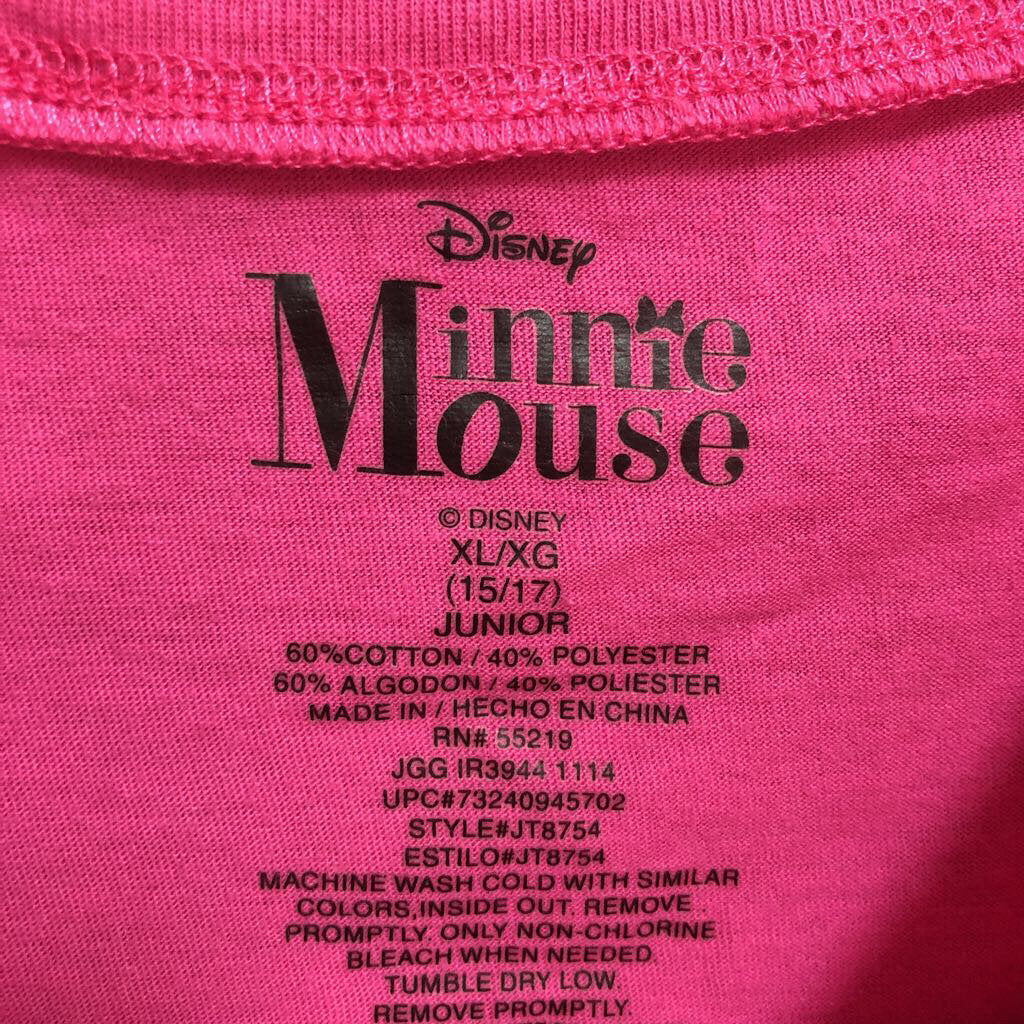 Disney
Minnie
Mouse
© DISNEY
XL/XG
(15/17)
JUNIOR
60%COTTON / 40% POLYESTER
60% ALGODON / 40% POLIESTER
MADE IN / HECHO EN CHINA
RN# 55219
JGG IR3944 1114
UPC#73240945702
STYLE#JT8754
ESTILO#JT8754
MACHINE WASH COLD WITH SIMILAR
COLORS,INSIDE OUT. REMOVE
PROMPTLY. ONLY NON-CHLORINE
BLEACH WHEN NEEDED.
TUMBLE DRY LOW.
REMOVE PROMPTLY.